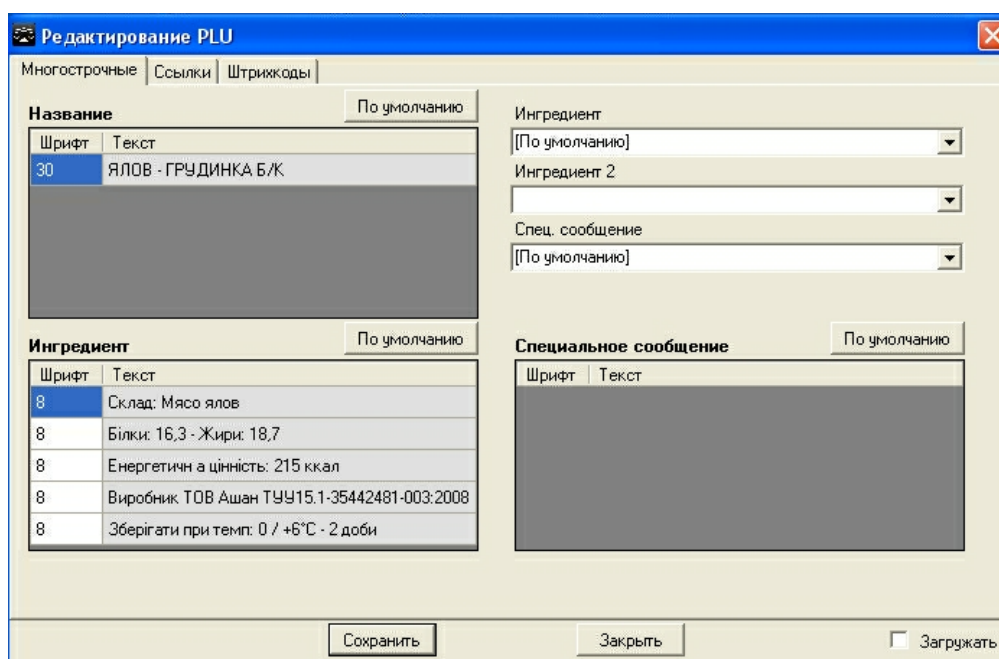 Редактирование PLU
Многострочные Ссылки Штрихкоды
Название По умолчанию
Шрифт Текст
30 ЯЛОВ - ГРУДИНКА Б/К
Ингредиент
[По умолчанию]
Ингредиент 2
Спец. сообщение
[По умолчанию]
Ингредиент По умолчанию
Шрифт Текст
8 Склад: Мясо ялов
8 Білки: 16,3 - Жири: 18,7
8 Енергетичн а цінність: 215 ккал
8 Виробник ТОВ Ашан ТУУ15.1-35442481-003:2008
8 Зберігати при темп: 0 / +6°С - 2 доби
Специальное сообщение По умолчанию
Шрифт Текст
Сохранить Закрыть Загружать